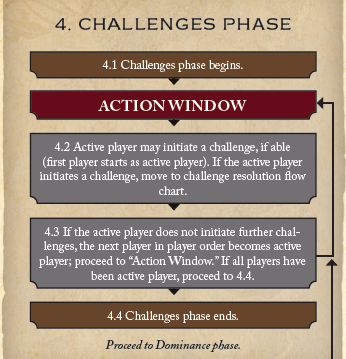 4. CHALLENGES PHASE
4.1 Challenges phase begins.
ACTION WINDOW
4.2 Active player may initiate a challenge, if able
(first player starts as active player). If the active player
initiates a challenge, move to challenge resolution flow
chart.
4.3 If the active player does not initiate further chal-
lenges, the next player in player order becomes active
player; proceed to “Action Window.” If all players have
been active player, proceed to 4.4.
4.4 Challenges phase ends.
Proceed to Dominance phase.